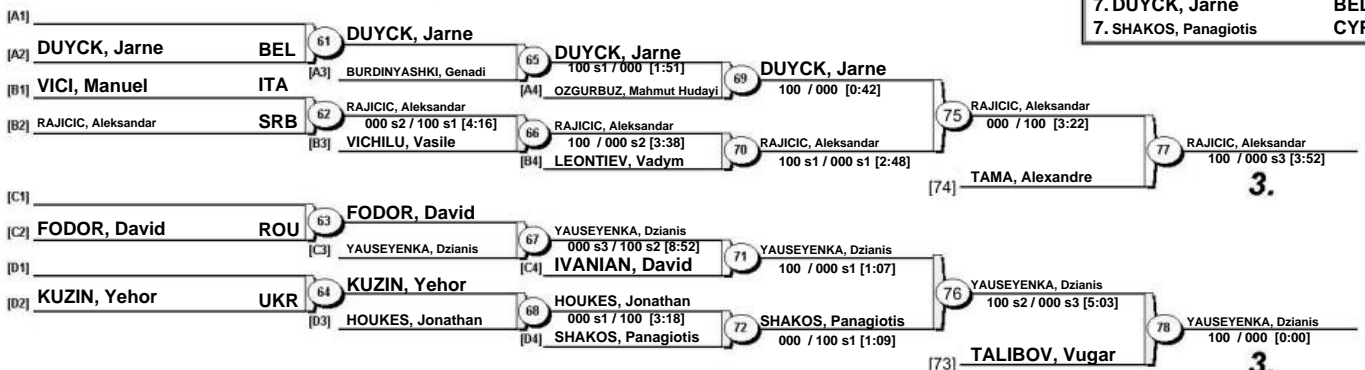 7. DUYCK, Jarne BEL
7. SHAKOS, Panagiotis CYP
[A1]
[A2] DUYCK, Jarne BEL
61
DUYCK, Jarne
[A3] BURDINYASHKI, Genadi
65
DUYCK, Jarne
100 s1 / 000 [1:51]
[A4] OZGURBUZ, Mahmut Hudayi
69
DUYCK, Jarne
100 / 000 [0:42]
[B1] VICI, Manuel ITA
[B2] RAJICIC, Aleksandar SRB
62
RAJICIC, Aleksandar
000 s2 / 100 s1 [4:16]
[B3] VICHILU, Vasile
66
RAJICIC, Aleksandar
100 / 000 s2 [3:38]
[B4] LEONTIEV, Vadym
70
RAJICIC, Aleksandar
100 s1 / 000 s1 [2:48]
75
RAJICIC, Aleksandar
000 / 100 [3:22]
[74] TAMA, Alexandre
77
RAJICIC, Aleksandar
100 / 000 s3 [3:52]
3.
[C1]
[C2] FODOR, David ROU
63
FODOR, David
[C3] YAUSEYENKA, Dzianis
67
YAUSEYENKA, Dzianis
000 s3 / 100 s2 [8:52]
[C4] IVANIAN, David
71
YAUSEYENKA, Dzianis
100 / 000 s1 [1:07]
[D1]
[D2] KUZIN, Yehor UKR
64
KUZIN, Yehor
[D3] HOUKES, Jonathan
68
HOUKES, Jonathan
000 s1 / 100 [3:18]
[D4] SHAKOS, Panagiotis
72
SHAKOS, Panagiotis
000 / 100 s1 [1:09]
76
YAUSEYENKA, Dzianis
100 s2 / 000 s3 [5:03]
[73] TALIBOV, Vugar
78
YAUSEYENKA, Dzianis
100 / 000 [0:00]
3.